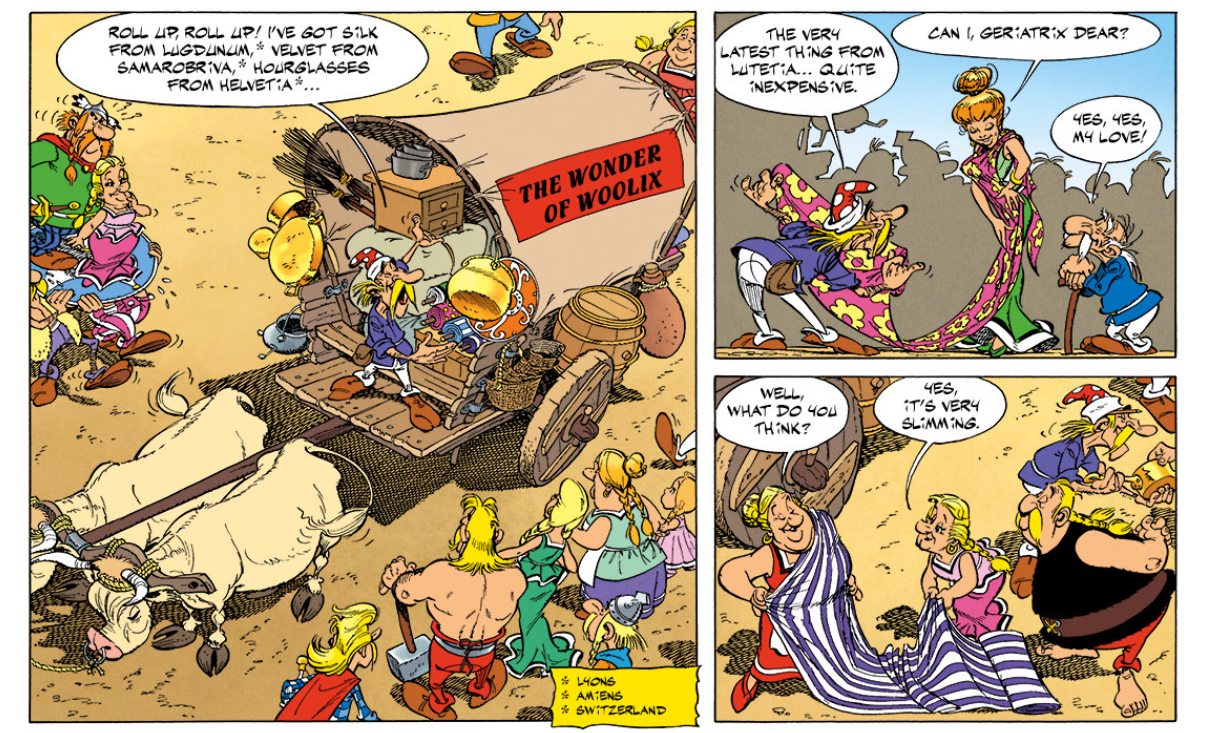 ROLL UP, ROLL UP! I'VE GOT SILK
FROM LUGDUNUM,* VELVET FROM
SAMAROBRIVA,* HOURGLASSES
FROM HELVETIA*...
THE WONDER
OF WOOLIX
* LYONS
* AMIENS
* SWITZERLAND
THE VERY
LATEST THING FROM
LUTETIA... QUITE
INEXPENSIVE.
CAN I, GERIATRIX DEAR?
YES, YES,
MY LOVE!
WELL,
WHAT DO YOU
THINK?
YES,
IT'S VERY
SLIMMING.